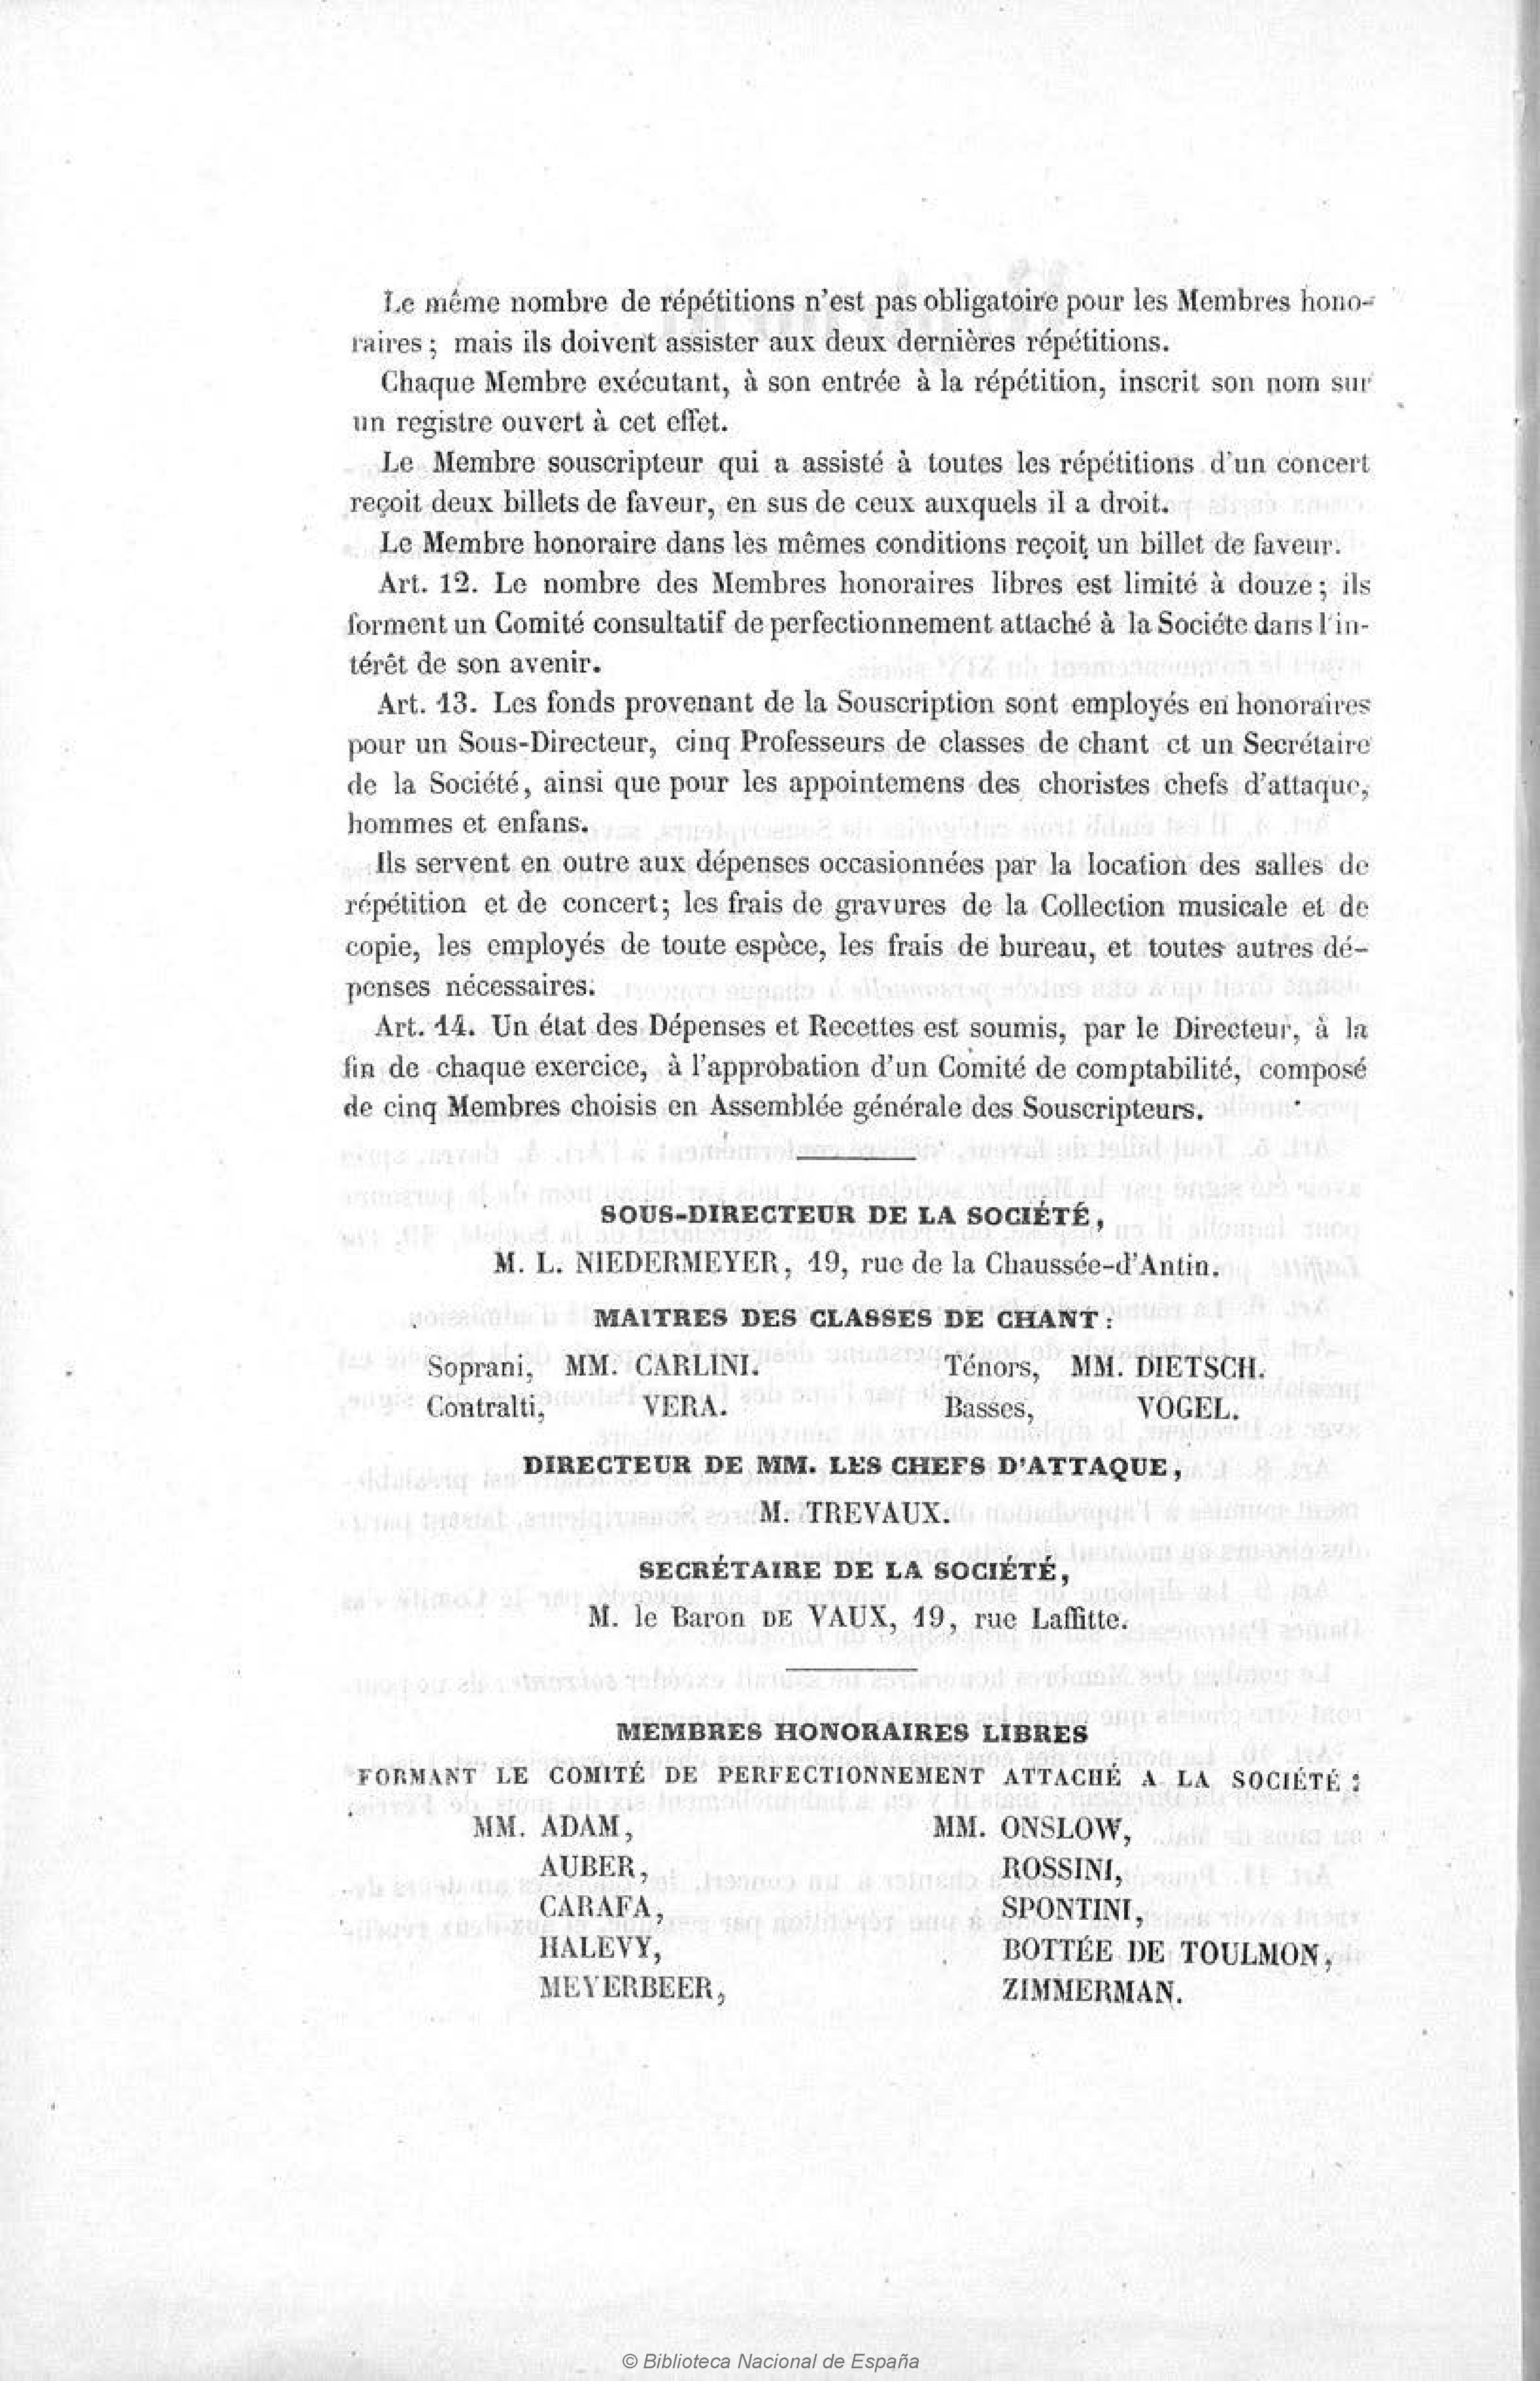 Le même nombre de répétitions n'est pas obligatoire pour les Membres hono-
raires; mais ils doivent assister aux deux dernières répétitions.
Chaque Membre exécutant, à son entrée à la répétition, inscrit son nom sur
un registre ouvert à cet effet.
Le Membre souscripteur qui a assisté à toutes les répétitions d'un concert
reçoit deux billets de faveur, en sus de ceux auxquels il a droit.
Le Membre honoraire dans les mêmes conditions reçoit un billet de faveur.
Art. 12. Le nombre des Membres honoraires libres est limité à douze; ils
forment un Comité consultatif de perfectionnement attaché à la Sociéte dans l'in-
térêt de son avenir.
Art. 13. Les fonds provenant de la Souscription sont employés en honoraires
pour un Sous-Directeur, cinq Professeurs de classes de chant et un Secrétaire
de la Société, ainsi que pour les appointemens des choristes chefs d'attaque,
hommes et enfans.
Ils servent en outre aux dépenses occasionnées par la location des salles de
répétition et de concert; les frais de gravures de la Collection musicale et de
copie, les employés de toute espèce, les frais de bureau, et toutes autres dé-
penses nécessaires.
Art. 14. Un état des Dépenses et Recettes est soumis, par le Directeur, à la
fin de chaque exercice, à l'approbation d'un Comité de comptabilité, composé
de cinq Membres choisis en Assemblée générale des Souscripteurs.
SOUS-DIRECTEUR DE LA SOCIÉTÉ,
M. L. NIEDERMEYER, 19, rue de la Chaussée-d'Antin.
MAITRES DES CLASSES DE CHANT:
Soprani, MM. CARLINI. Ténors, MM. DIETSCH.
Contralti, VERA. Basses, VOGEL.
DIRECTEUR DE MM. LES CHEFS D'ATTAQUE,
M. TREVAUX.
SECRÉTAIRE DE LA SOCIÉTÉ,
M. le Baron DE VAUX, 19, rue Laffitte.
MEMBRES HONORAIRES LIBRES
FORMANT LE COMITÉ DE PERFECTIONNEMENT ATTACHÉ A LA SOCIÉTÉ:
MM. ADAM, MM. ONSLOW,
AUBER, ROSSINI,
CARAFA, SPONTINI,
HALEVY, BOTTÉE DE TOULMON,
MEYERBEER, ZIMMERMAN.
© Biblioteca Nacional de España